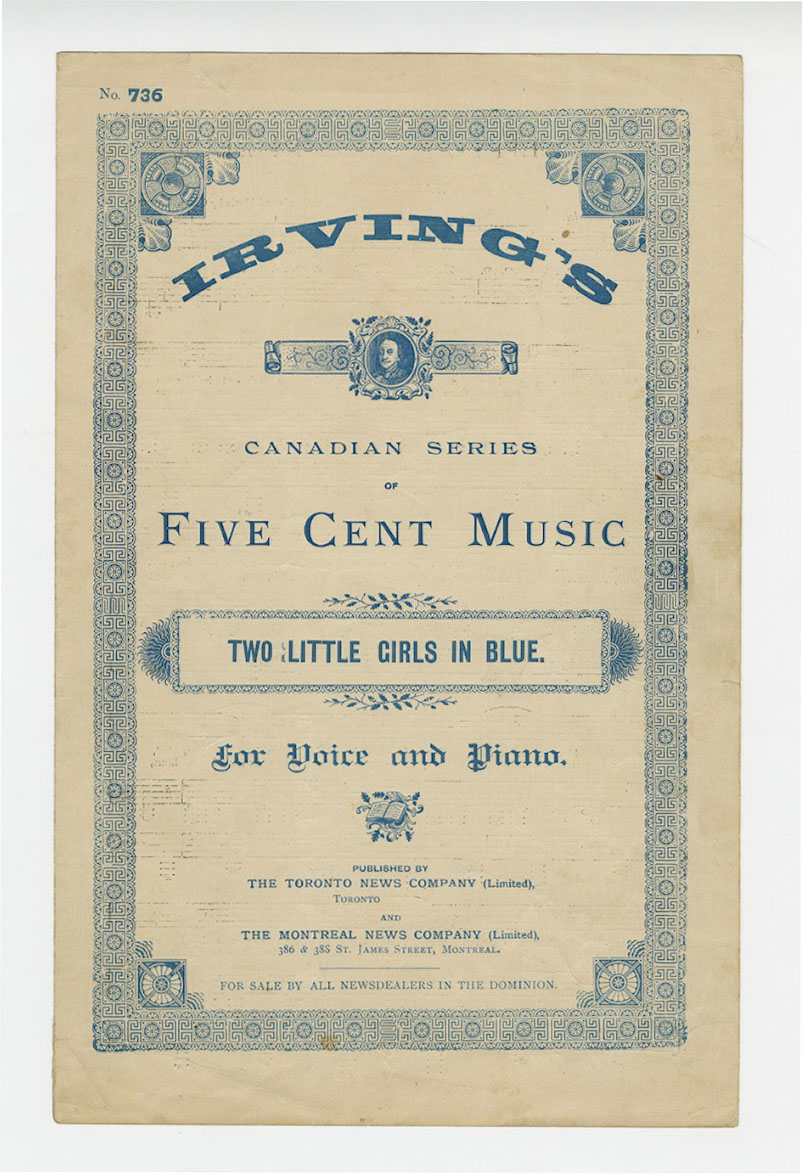 No. 736
IRVING'S
CANADIAN SERIES
OF
FIVE CENT MUSIC
TWO LITTLE GIRLS IN BLUE.
For Voice and Piano.
PUBLISHED BY
THE TORONTO NEWS COMPANY (Limited),
TORONTO
AND
THE MONTREAL NEWS COMPANY (Limited),
386 & 388 ST. JAMES STREET, MONTREAL.
FOR SALE BY ALL NEWSDEALERS IN THE DOMINION.